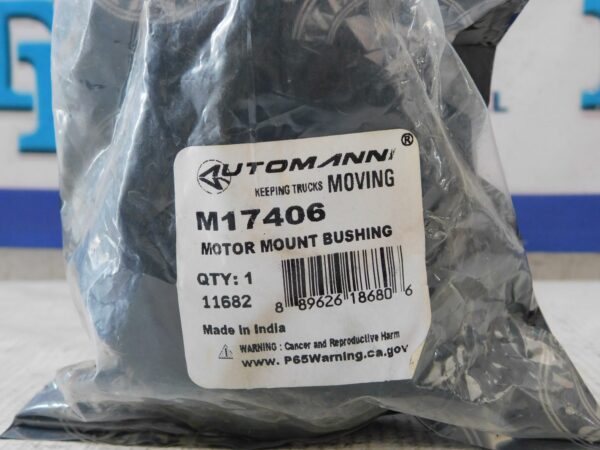 AUTOMANN ®
KEEPING TRUCKS MOVING
M17406
MOTOR MOUNT BUSHING
QTY: 1
11682
8 89626 18680 6
Made in India
WARNING : Cancer and Reproductive Harm
www. P65Warning.ca.gov